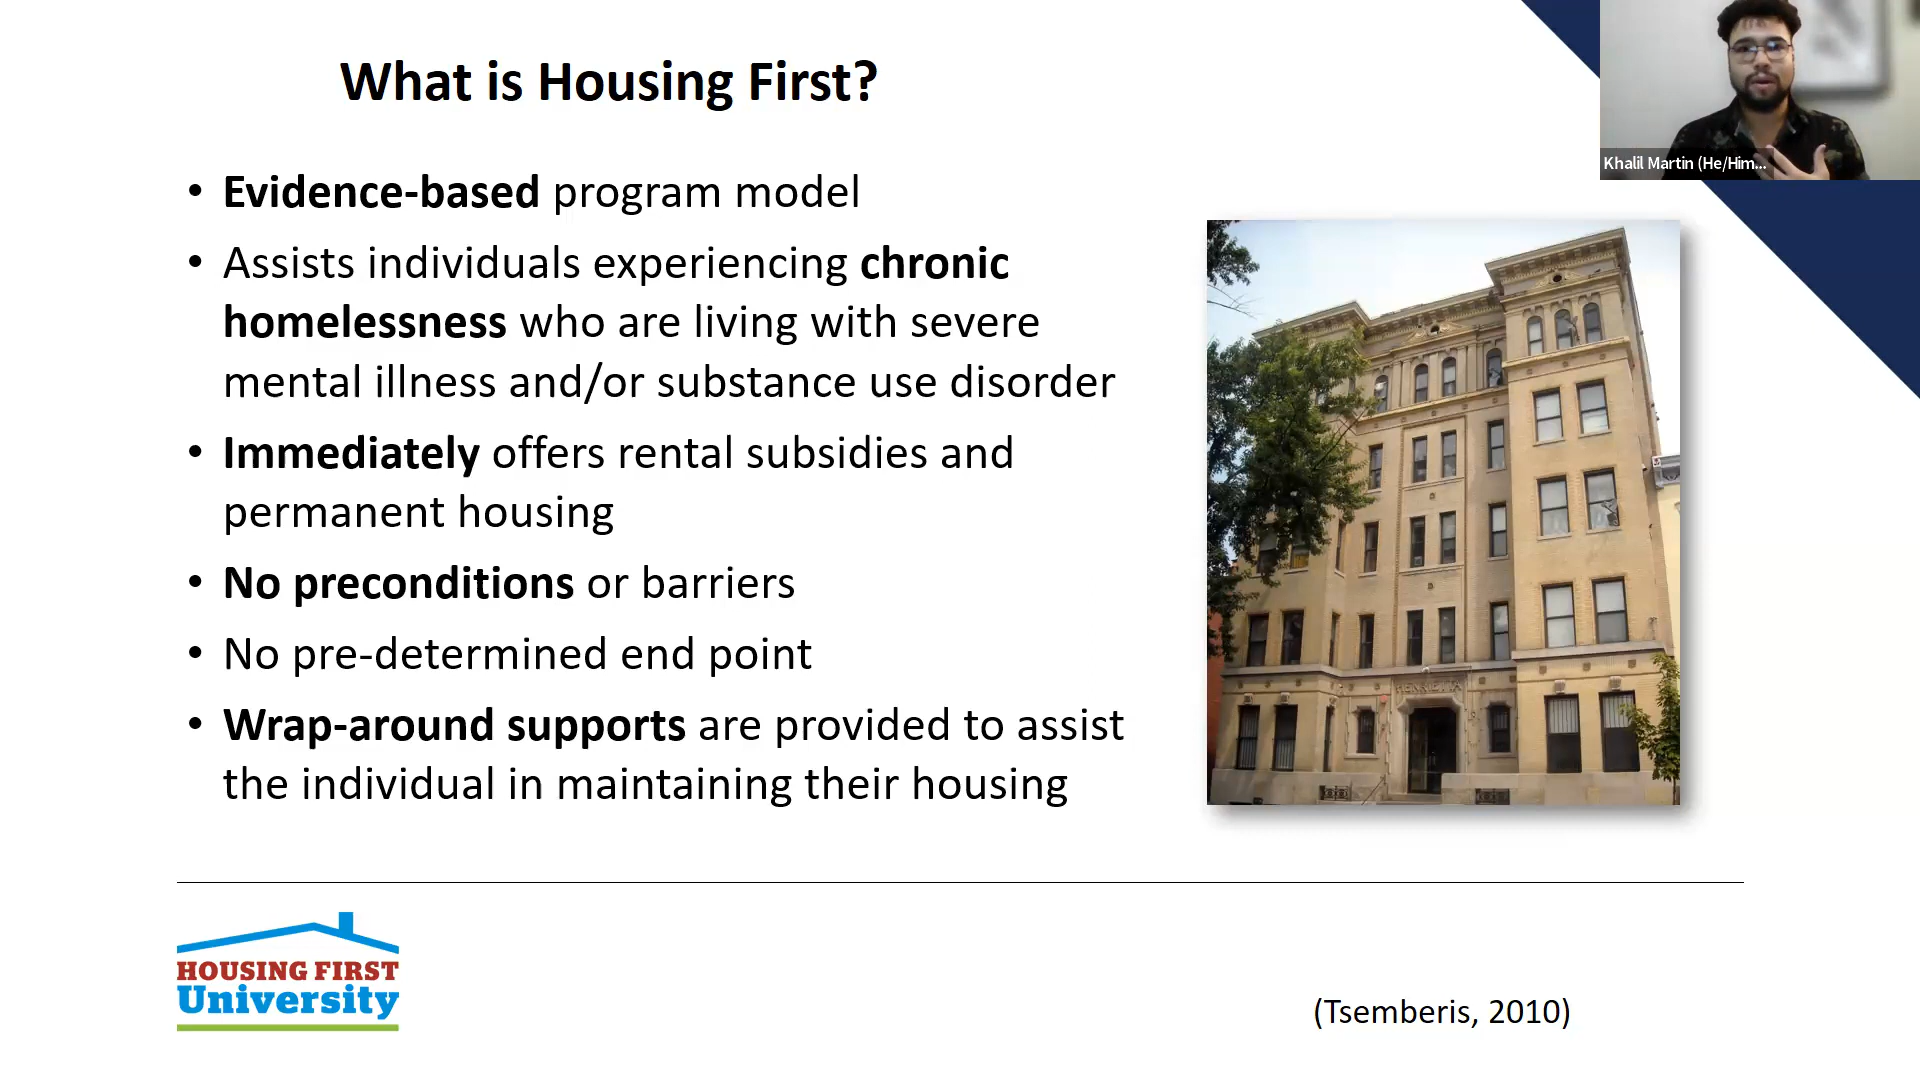 What is Housing First?
Khalil Martin (He/Him...
• Evidence-based program model
• Assists individuals experiencing chronic
homelessness who are living with severe
mental illness and/or substance use disorder
• Immediately offers rental subsidies and
permanent housing
• No preconditions or barriers
• No pre-determined end point
• Wrap-around supports are provided to assist
the individual in maintaining their housing
HENRIETTA
HOUSING FIRST
University
(Tsemberis, 2010)